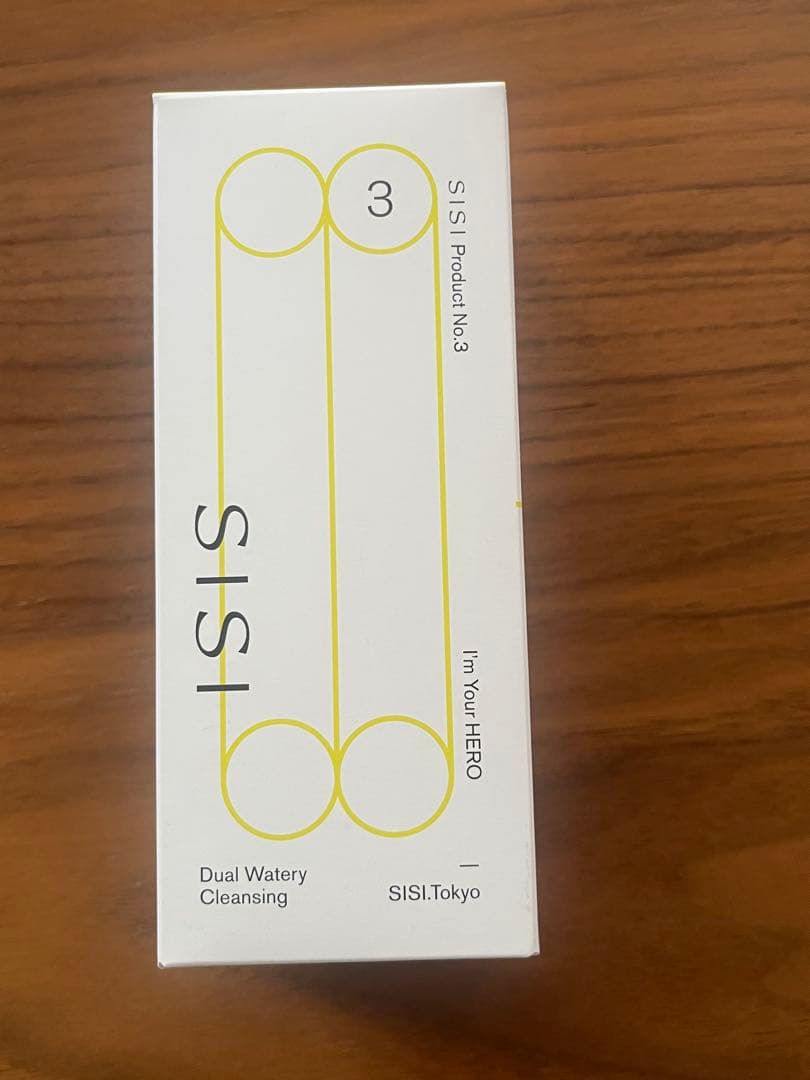 3
SISI Product No.3
SISI
I'm Your HERO
Dual Watery
Cleansing
SISI.Tokyo